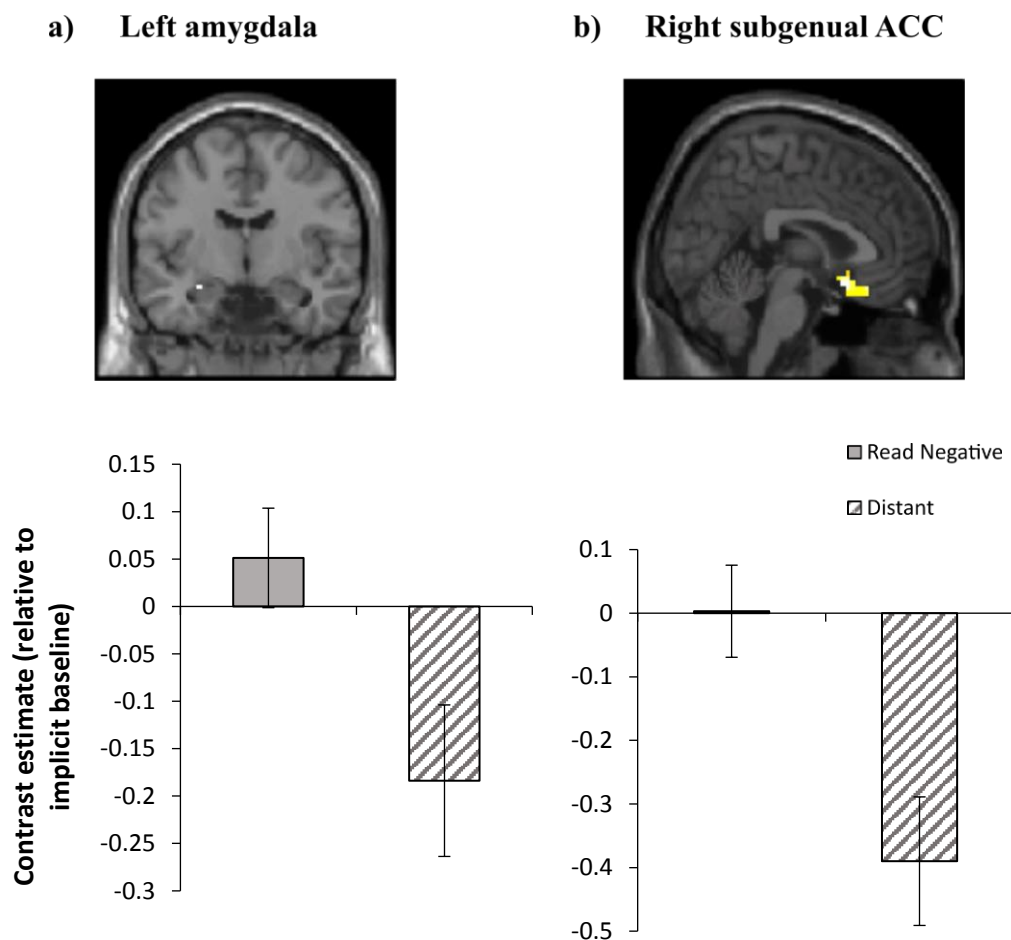 a) Left amygdala
b) Right subgenual ACC
Contrast estimate (relative to
implicit baseline)
0.15
0.1
0.05
0
-0.05
-0.1
-0.15
-0.2
-0.25
-0.3
Read Negative
Distant
0.1
0
-0.1
-0.2
-0.3
-0.4
-0.5